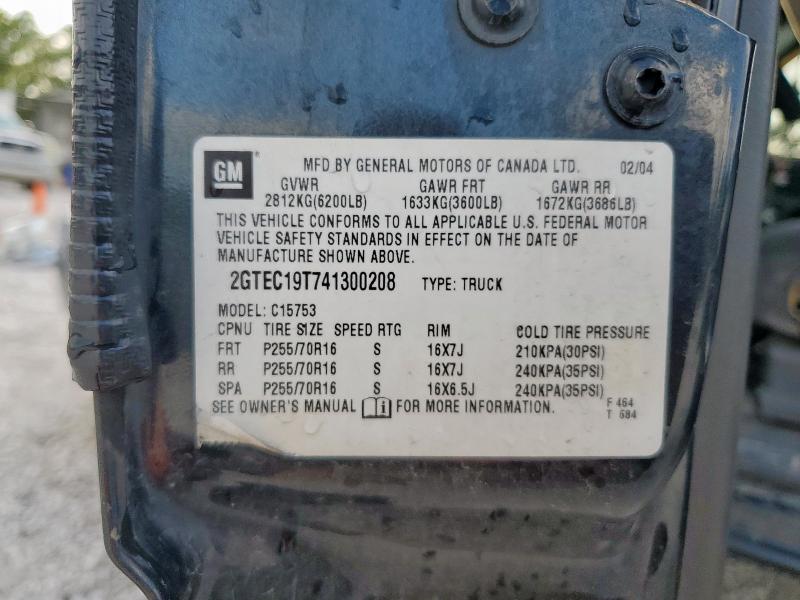 GM MFD BY GENERAL MOTORS OF CANADA LTD. 02/04
GVWR GAWR FRT GAWR RR
2812KG(6200LB) 1633KG(3600LB) 1672KG(3686LB)
THIS VEHICLE CONFORMS TO ALL APPLICABLE U.S. FEDERAL MOTOR
VEHICLE SAFETY STANDARDS IN EFFECT ON THE DATE OF
MANUFACTURE SHOWN ABOVE.
2GTEC19T741300208 TYPE: TRUCK
MODEL: C15753
CPNU TIRE SIZE SPEED RTG RIM COLD TIRE PRESSURE
FRT P255/70R16 S 16X7J 210KPA(30PSI)
RR P255/70R16 S 16X7J 240KPA(35PSI)
SPA P255/70R16 S 16X6.5J 240KPA(35PSI)
SEE OWNER'S MANUAL FOR MORE INFORMATION.
F 464
T 684